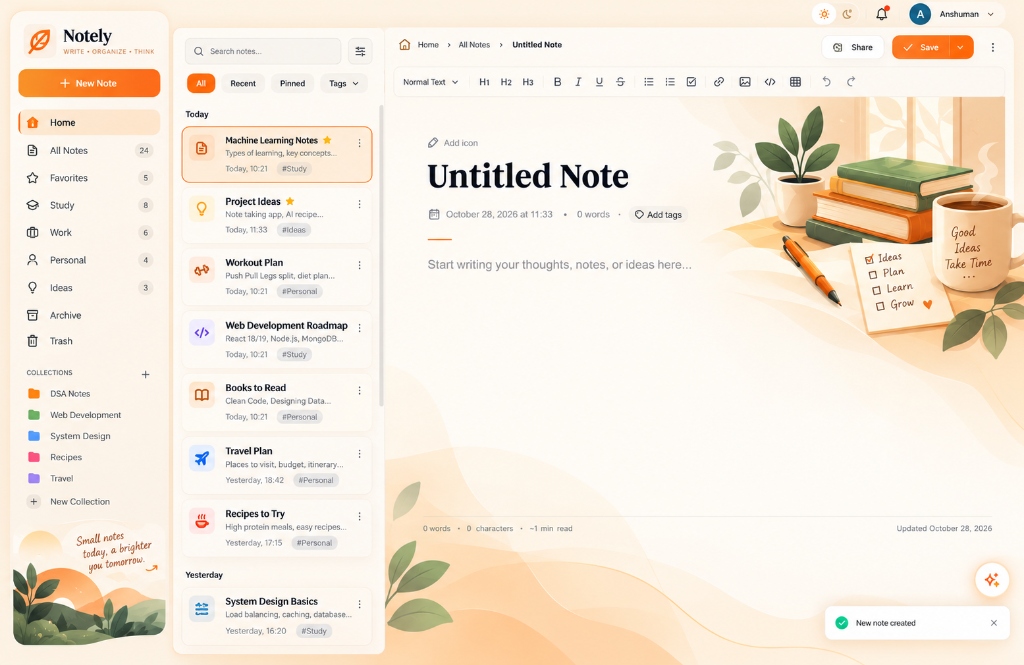 Notely
WRITE • ORGANIZE • THINK
+ New Note
Home
All Notes 24
Favorites 5
Study 8
Work 6
Personal 4
Ideas 3
Archive
Trash
COLLECTIONS +
DSA Notes
Web Development
System Design
Recipes
Travel
+ New Collection
Small notes
today, a brighter
you tomorrow.
Search notes...
All Recent Pinned Tags
Today
Machine Learning Notes
Types of learning, key concepts...
Today, 10:21 #Study
Project Ideas
Note taking app, AI recipe...
Today, 11:33 #Ideas
Workout Plan
Push Pull Legs split, diet plan...
Today, 10:21 #Personal
Web Development Roadmap
React 18/19, Node.js, MongoDB...
Today, 10:21 #Study
Books to Read
Clean Code, Designing Data...
Today, 10:21 #Personal
Travel Plan
Places to visit, budget, itinerary...
Yesterday, 18:42 #Personal
Recipes to Try
High protein meals, easy recipes...
Yesterday, 17:15 #Personal
Yesterday
System Design Basics
Load balancing, caching, database...
Yesterday, 16:20 #Study
A Anshuman
Home > All Notes > Untitled Note
Share Save
Normal Text H1 H2 H3 B I U S
Add icon
Untitled Note
October 28, 2026 at 11:33 • 0 words • Add tags
Start writing your thoughts, notes, or ideas here...
Good
Ideas
Take Time
...
Ideas
Plan
Learn
Grow
0 words • 0 characters • ~1 min read
Updated October 28, 2026
New note created